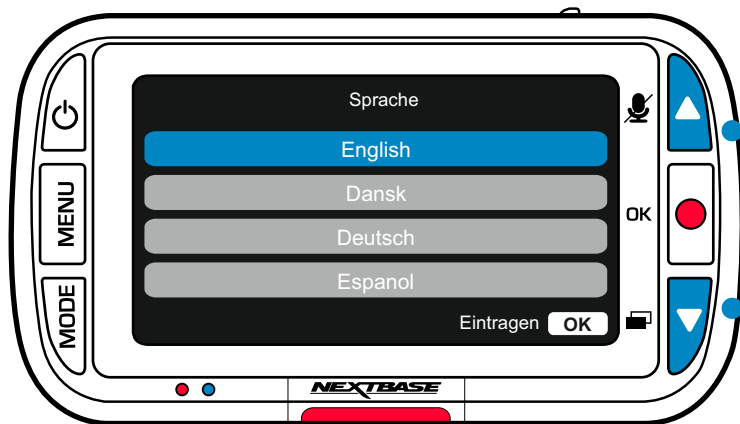 Sprache
English
Dansk
Deutsch
Espanol
Eintragen OK
MENU
MODE
OK
NEXTBASE